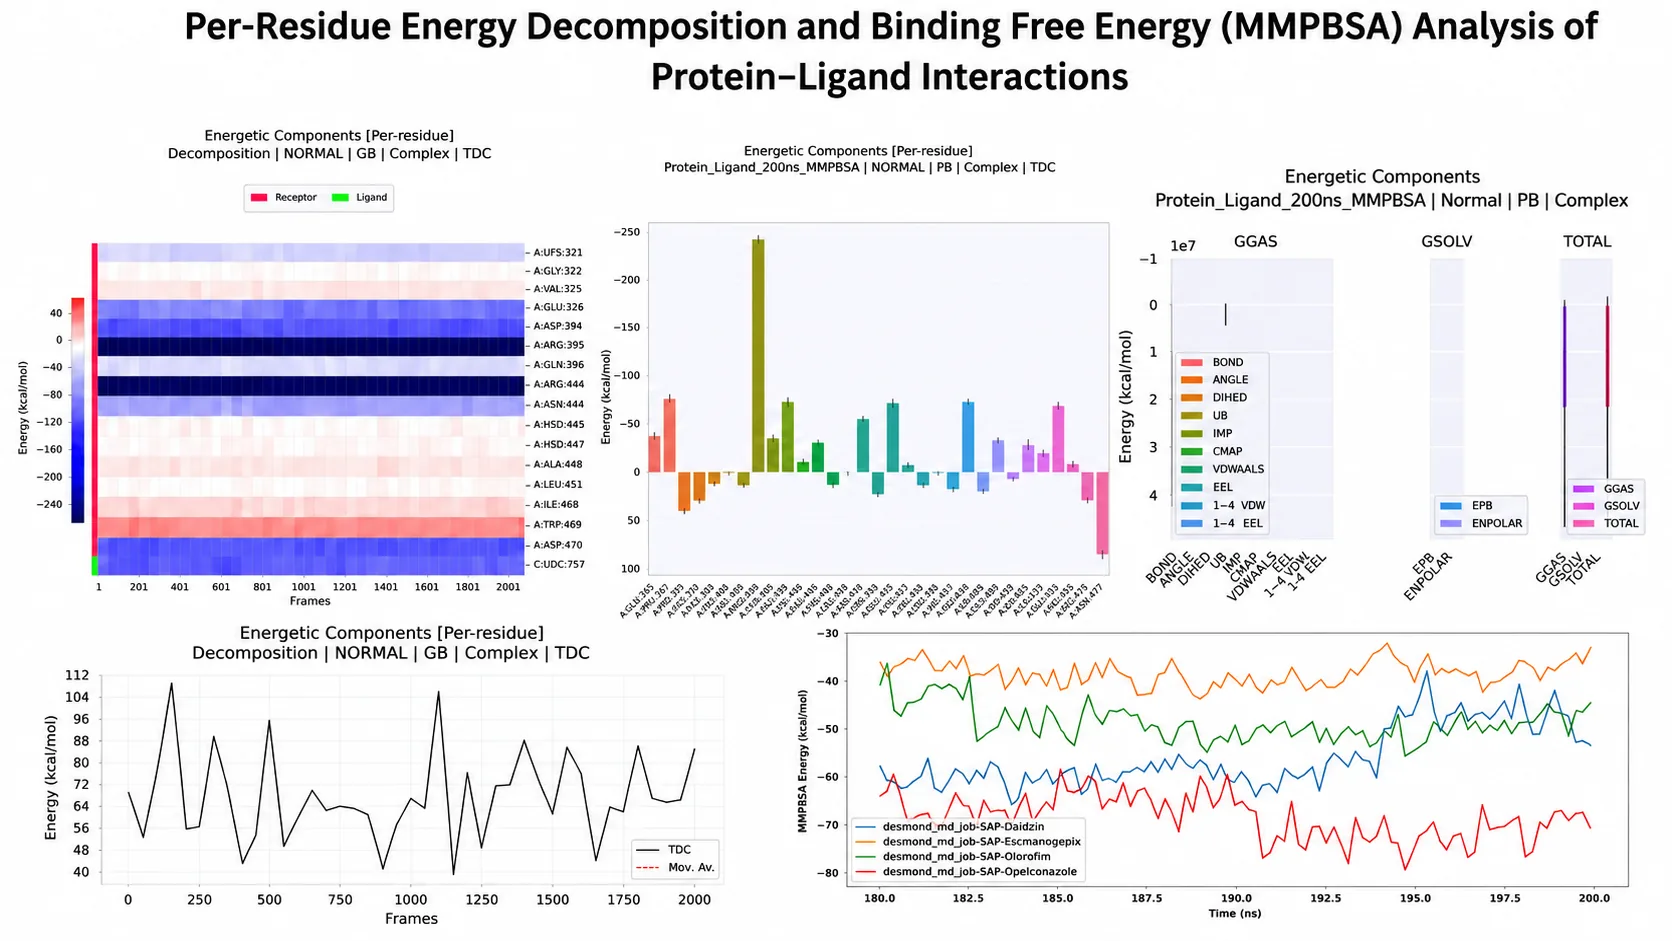 Per-Residue Energy Decomposition and Binding Free Energy (MMPBSA) Analysis of
Protein–Ligand Interactions
Energetic Components [Per-residue]
Decomposition | NORMAL | GB | Complex | TDC
Receptor
Ligand
Energy (kcal/mol)
40
0
−40
−80
−120
−160
−200
−240
A:UFS:321
A:GLY:322
A:VAL:325
A:GLU:326
A:ASP:394
A:ARG:395
A:GLN:396
A:ARG:444
A:ASN:444
A:HSD:445
A:HSD:447
A:ALA:448
A:LEU:451
A:ILE:468
A:TRP:469
A:ASP:470
C:UDC:757
1 201 401 601 801 1001 1201 1401 1601 1801 2001
Frames
Energetic Components [Per-residue]
Protein_Ligand_200ns_MMPBSA | NORMAL | PB | Complex | TDC
Energy (kcal/mol)
−250
−200
−150
−100
−50
0
50
100
A:ASN:477
Energetic Components
Protein_Ligand_200ns_MMPBSA | Normal | PB | Complex
1e7
GGAS
GSOLV
TOTAL
Energy (kcal/mol)
−1
0
1
2
3
4
BOND
ANGLE
DIHED
UB
IMP
CMAP
VDWAALS
EEL
1−4 VDW
1−4 EEL
EPB
ENPOLAR
GGAS
GSOLV
TOTAL
BOND
ANGLE
DIHED
UB
IMP
CMAP
VDWAALS
EEL
1−4 VDW
1-4 EEL
EPB
ENPOLAR
GGAS
GSOLV
TOTAL
Energetic Components [Per-residue]
Decomposition | NORMAL | GB | Complex | TDC
Energy (kcal/mol)
112
104
96
88
80
72
64
56
48
40
TDC
Mov. Av.
0 250 500 750 1000 1250 1500 1750 2000
Frames
MMPBSA Energy (kcal/mol)
−30
−40
−50
−60
−70
−80
desmond_md_job-SAP-Daidzin
desmond_md_job-SAP-Escmanogepix
desmond_md_job-SAP-Olorofim
desmond_md_job-SAP-Opelconazole
180.0 182.5 185.0 187.5 190.0 192.5 195.0 197.5 200.0
Time (ns)